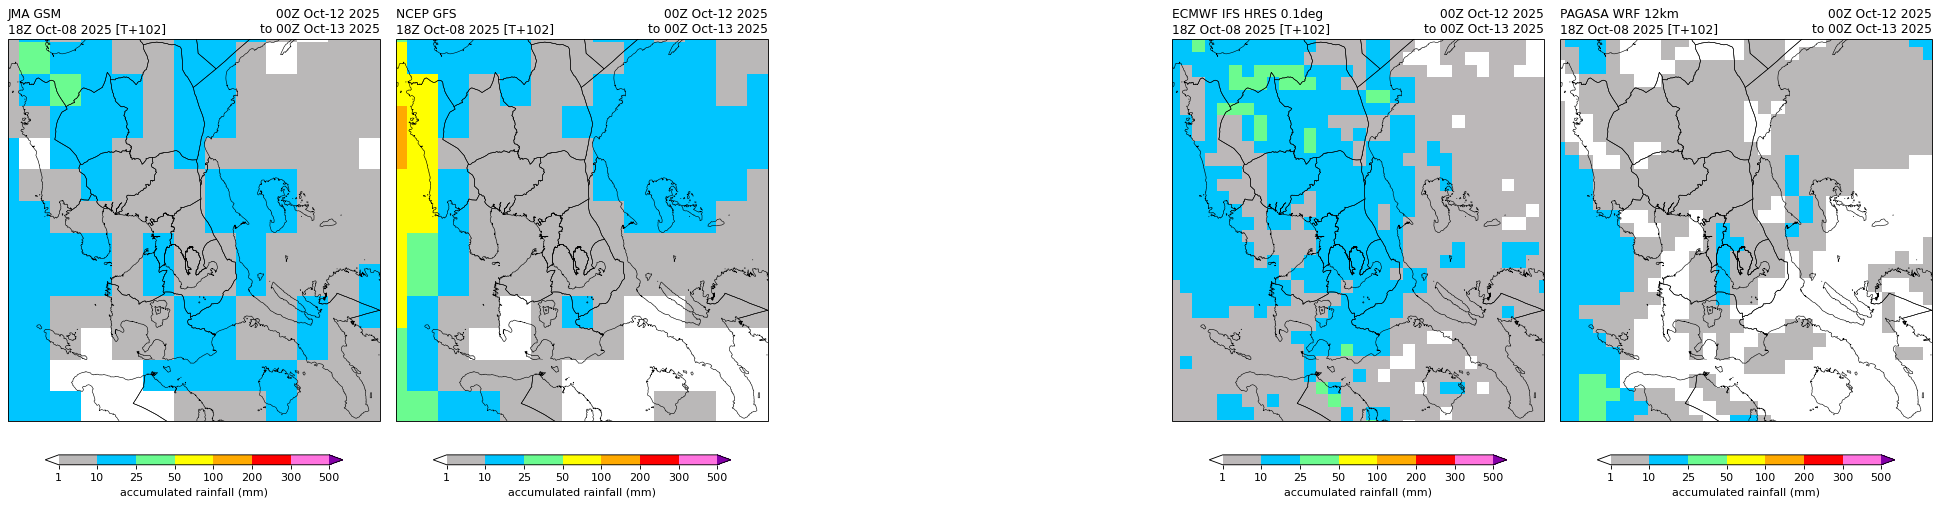 JMA GSM
00Z Oct-12 2025
18Z Oct-08 2025 [T+102]
to 00Z Oct-13 2025
1 10 25 50 100 200 300 500
accumulated rainfall (mm)
NCEP GFS
00Z Oct-12 2025
18Z Oct-08 2025 [T+102]
to 00Z Oct-13 2025
1 10 25 50 100 200 300 500
accumulated rainfall (mm)
ECMWF IFS HRES 0.1deg
00Z Oct-12 2025
18Z Oct-08 2025 [T+102]
to 00Z Oct-13 2025
1 10 25 50 100 200 300 500
accumulated rainfall (mm)
PAGASA WRF 12km
00Z Oct-12 2025
18Z Oct-08 2025 [T+102]
to 00Z Oct-13 2025
1 10 25 50 100 200 300 500
accumulated rainfall (mm)